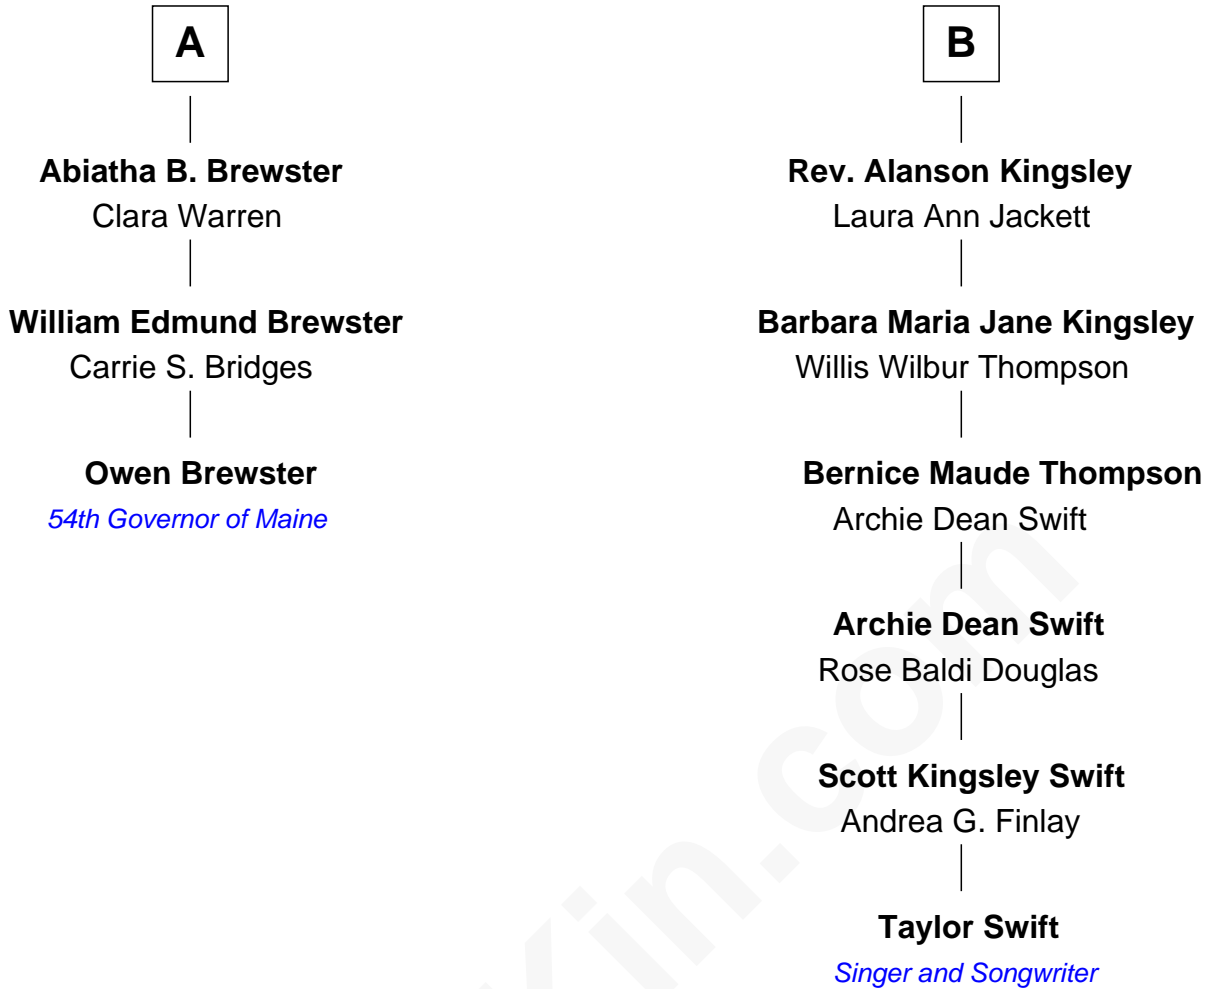 A
Abiatha B. Brewster
Clara Warren
William Edmund Brewster
Carrie S. Bridges
Owen Brewster
54th Governor of Maine
B
Rev. Alanson Kingsley
Laura Ann Jackett
Barbara Maria Jane Kingsley
Willis Wilbur Thompson
Bernice Maude Thompson
Archie Dean Swift
Archie Dean Swift
Rose Baldi Douglas
Scott Kingsley Swift
Andrea G. Finlay
Taylor Swift
Singer and Songwriter
Kin.com